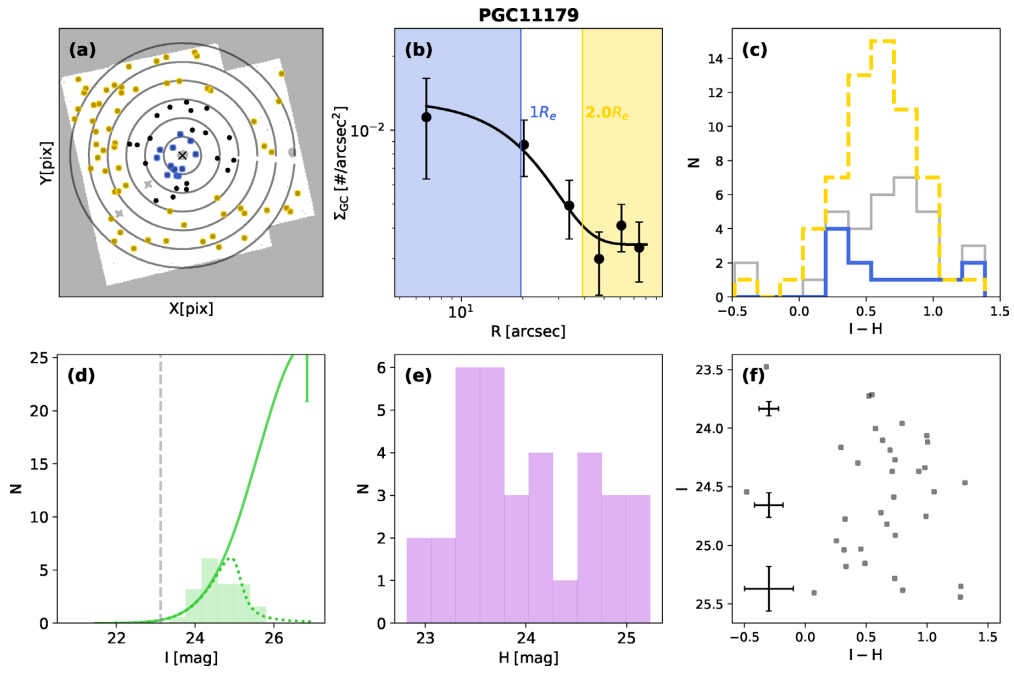 PGC11179
(a)
Y[pix]
X[pix]
(b)
1Rₑ
2.0Rₑ
Σ_GC [#/arcsec²]
10⁻²
10¹
R [arcsec]
(c)
N
14
12
10
8
6
4
2
0
−0.5 0.0 0.5 1.0 1.5
I − H
(d)
N
25
20
15
10
5
0
22 24 26
I [mag]
(e)
N
6
5
4
3
2
1
0
23 24 25
H [mag]
(f)
I
23.5
24.0
24.5
25.0
25.5
−0.5 0.0 0.5 1.0 1.5
I − H